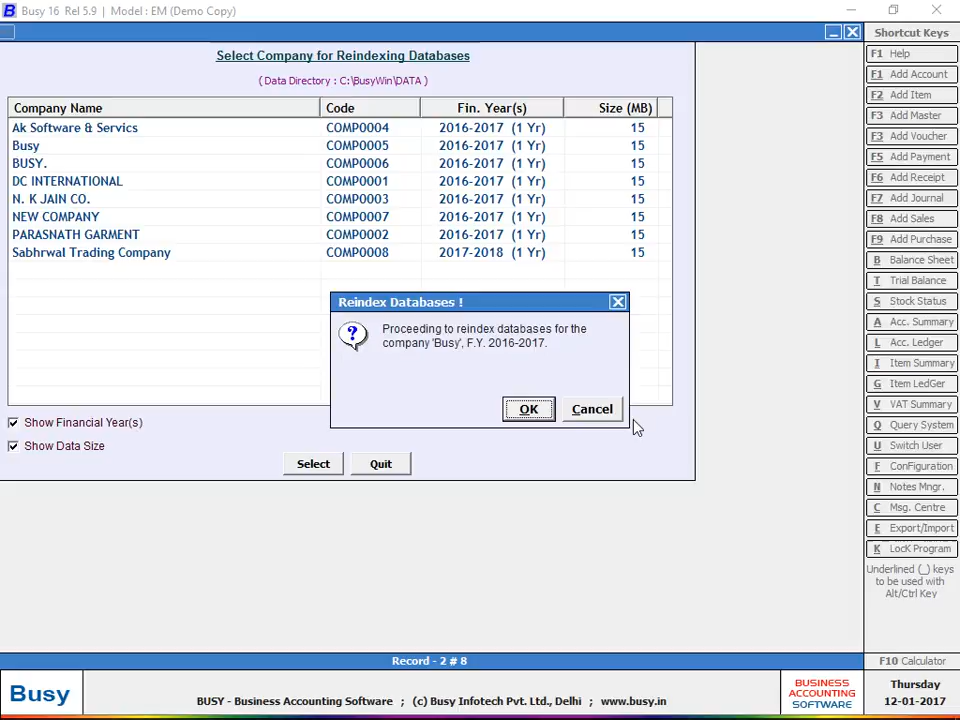 Busy 16 Rel 5.9 | Model : EM (Demo Copy)
Select Company for Reindexing Databases
( Data Directory : C:\BusyWin\DATA )
Company Name Code Fin. Year(s) Size (MB)
Ak Software & Servics COMP0004 2016-2017 (1 Yr) 15
Busy COMP0005 2016-2017 (1 Yr) 15
BUSY. COMP0006 2016-2017 (1 Yr) 15
DC INTERNATIONAL COMP0001 2016-2017 (1 Yr) 15
N. K JAIN CO. COMP0003 2016-2017 (1 Yr) 15
NEW COMPANY COMP0007 2016-2017 (1 Yr) 15
PARASNATH GARMENT COMP0002 2016-2017 (1 Yr) 15
Sabhrwal Trading Company COMP0008 2017-2018 (1 Yr) 15
Reindex Databases !
Proceeding to reindex databases for the
company 'Busy', F.Y. 2016-2017.
OK Cancel
Show Financial Year(s)
Show Data Size
Select Quit
Shortcut Keys
F1 Help
F1 Add Account
F2 Add Item
F3 Add Master
F3 Add Voucher
F5 Add Payment
F6 Add Receipt
F7 Add Journal
F8 Add Sales
F9 Add Purchase
B Balance Sheet
T Trial Balance
S Stock Status
A Acc. Summary
L Acc. Ledger
I Item Summary
G Item LedGer
V VAT Summary
Q Query System
U Switch User
F ConFiguration
N Notes Mngr.
C Msg. Centre
E Export/Import
K LocK Program
Underlined (_) keys
to be used with
Alt/Ctrl Key
Record - 2 # 8
F10 Calculator
Busy
BUSY - Business Accounting Software ; (c) Busy Infotech Pvt. Ltd., Delhi ; www.busy.in
BUSINESS
ACCOUNTING
SOFTWARE
Thursday
12-01-2017